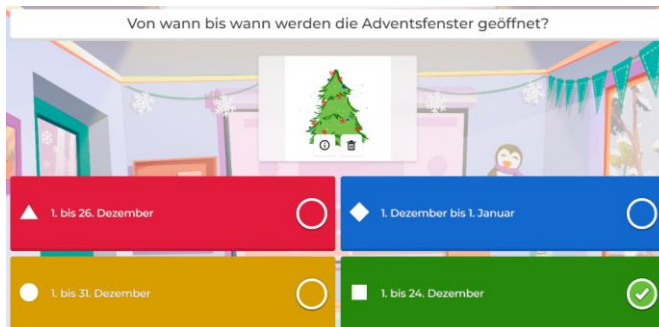 Von wann bis wann werden die Adventsfenster geöffnet?
1. bis 26. Dezember
1. Dezember bis 1. Januar
1. bis 31. Dezember
1. bis 24. Dezember